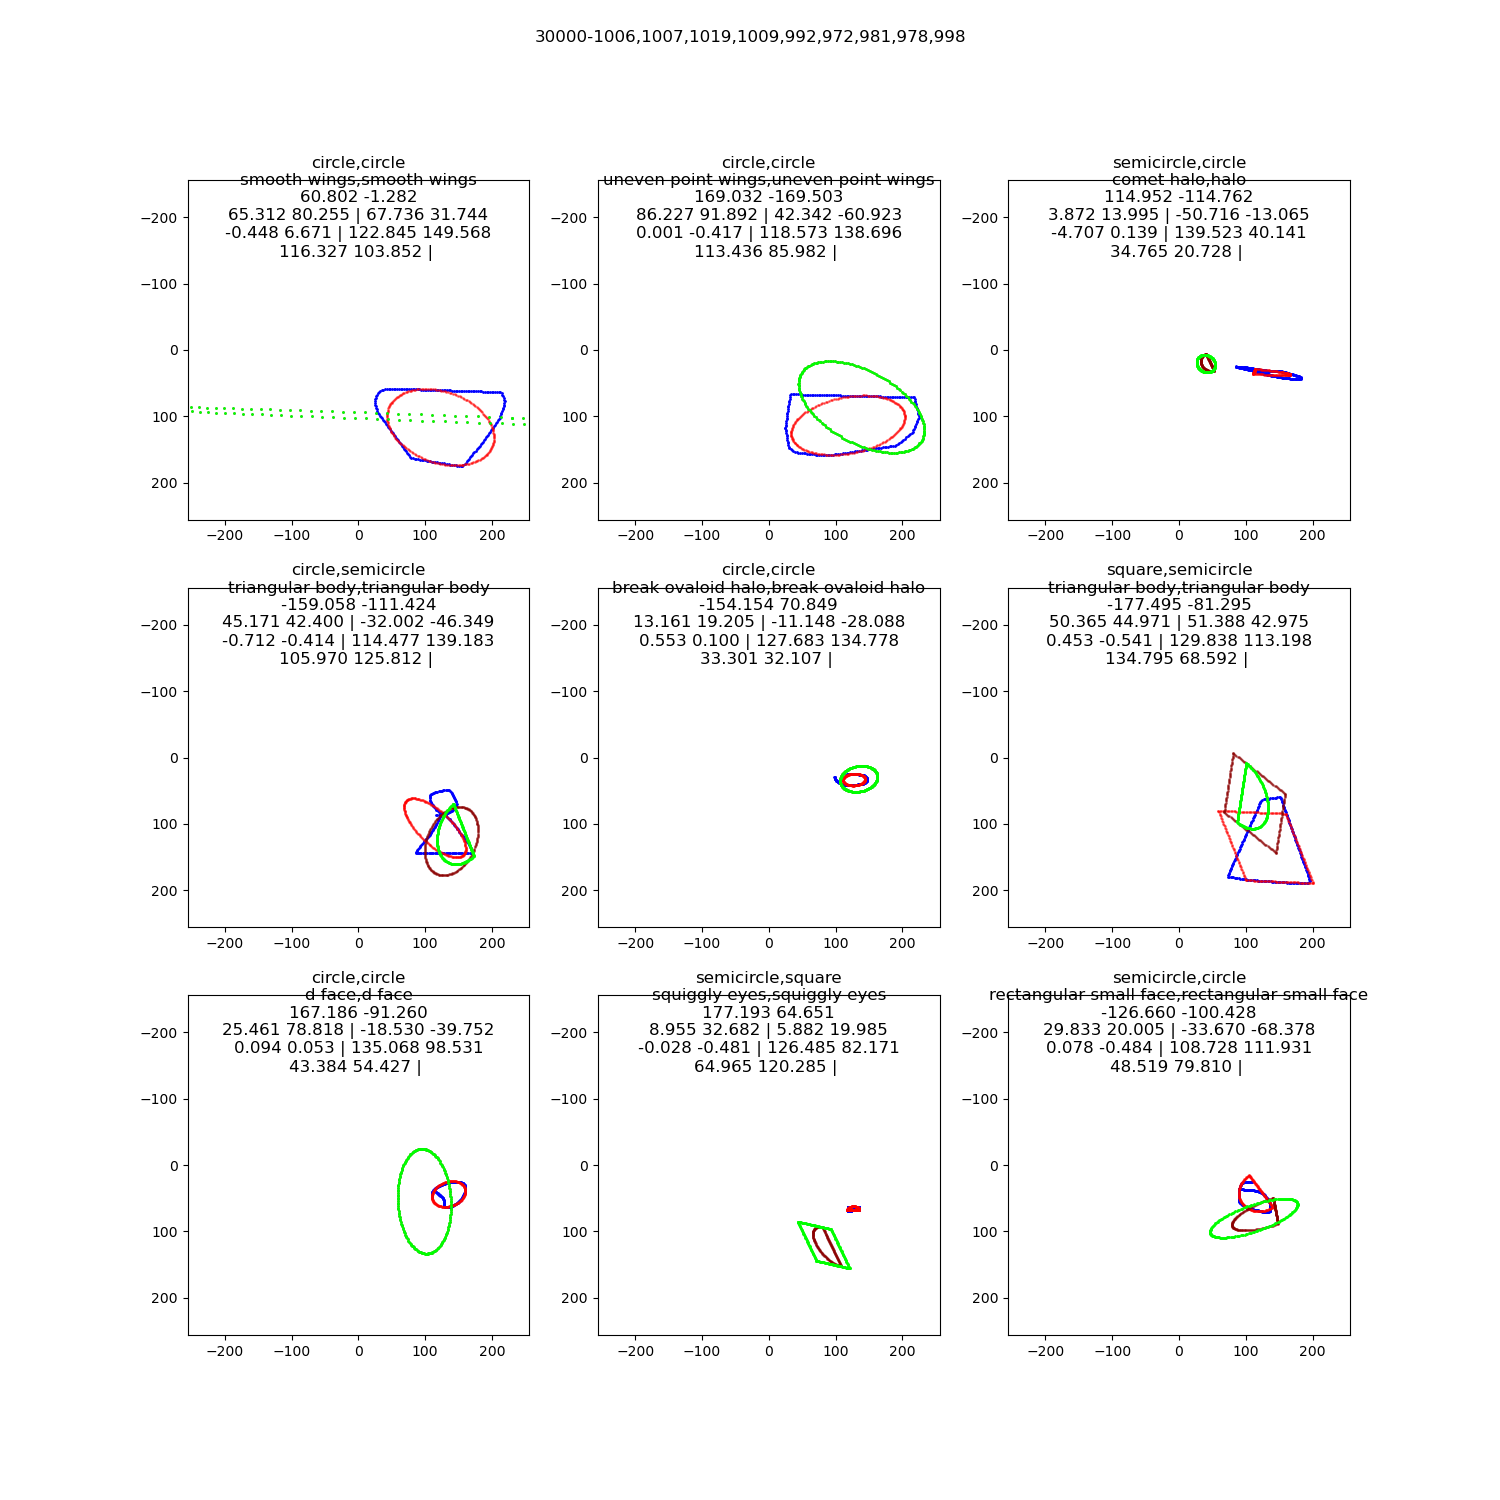 30000-1006,1007,1019,1009,992,972,981,978,998
circle,circle
smooth wings,smooth wings
60.802 -1.282
65.312 80.255 | 67.736 31.744
-0.448 6.671 | 122.845 149.568
116.327 103.852 |
−200
−100
0
100
200
−200 −100 0 100 200
circle,circle
uneven point wings,uneven point wings
169.032 -169.503
86.227 91.892 | 42.342 -60.923
0.001 -0.417 | 118.573 138.696
113.436 85.982 |
−200
−100
0
100
200
−200 −100 0 100 200
semicircle,circle
comet halo,halo
114.952 -114.762
3.872 13.995 | -50.716 -13.065
-4.707 0.139 | 139.523 40.141
34.765 20.728 |
−200
−100
0
100
200
−200 −100 0 100 200
circle,semicircle
triangular body,triangular body
-159.058 -111.424
45.171 42.400 | -32.002 -46.349
-0.712 -0.414 | 114.477 139.183
105.970 125.812 |
−200
−100
0
100
200
−200 −100 0 100 200
circle,circle
break ovaloid halo,break ovaloid halo
-154.154 70.849
13.161 19.205 | -11.148 -28.088
0.553 0.100 | 127.683 134.778
33.301 32.107 |
−200
−100
0
100
200
−200 −100 0 100 200
square,semicircle
triangular body,triangular body
-177.495 -81.295
50.365 44.971 | 51.388 42.975
0.453 -0.541 | 129.838 113.198
134.795 68.592 |
−200
−100
0
100
200
−200 −100 0 100 200
circle,circle
d face,d face
167.186 -91.260
25.461 78.818 | -18.530 -39.752
0.094 0.053 | 135.068 98.531
43.384 54.427 |
−200
−100
0
100
200
−200 −100 0 100 200
semicircle,square
squiggly eyes,squiggly eyes
177.193 64.651
8.955 32.682 | 5.882 19.985
-0.028 -0.481 | 126.485 82.171
64.965 120.285 |
−200
−100
0
100
200
−200 −100 0 100 200
semicircle,circle
rectangular small face,rectangular small face
-126.660 -100.428
29.833 20.005 | -33.670 -68.378
0.078 -0.484 | 108.728 111.931
48.519 79.810 |
−200
−100
0
100
200
−200 −100 0 100 200